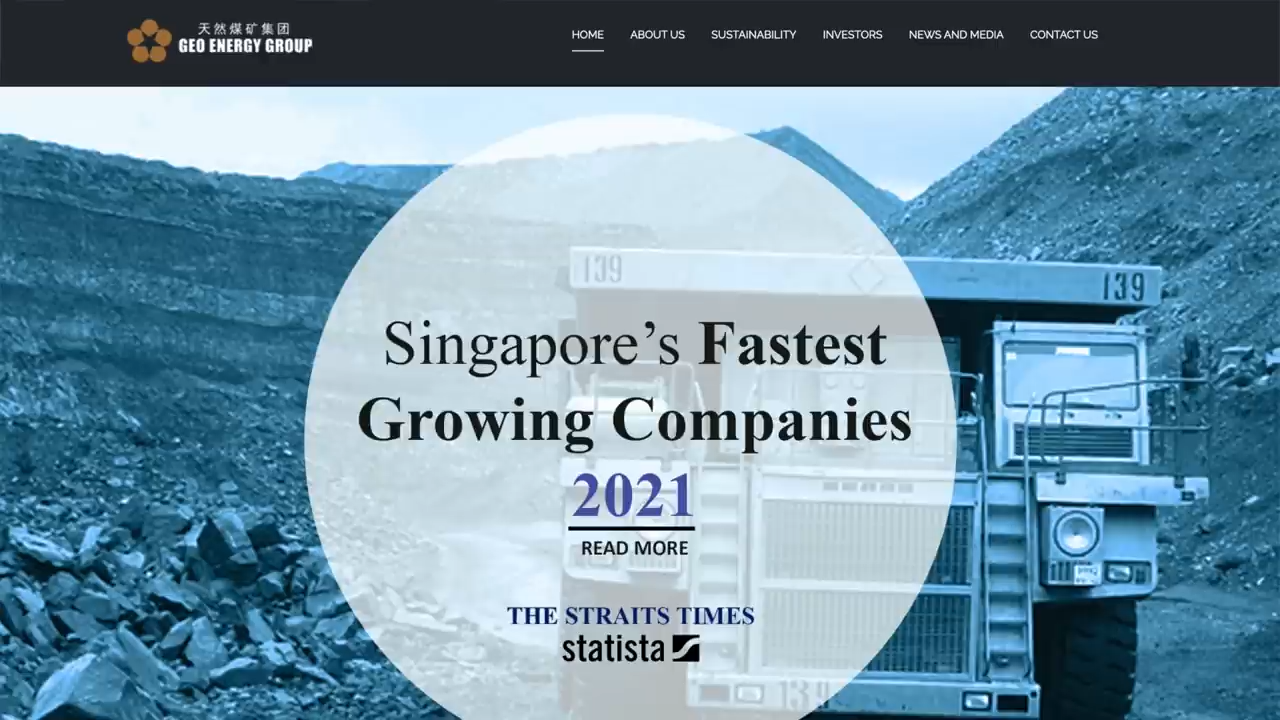 天然煤矿集团
GEO ENERGY GROUP
HOME ABOUT US SUSTAINABILITY INVESTORS NEWS AND MEDIA CONTACT US
139
139
Singapore's Fastest
Growing Companies
2021
READ MORE
THE STRAITS TIMES
statista
139